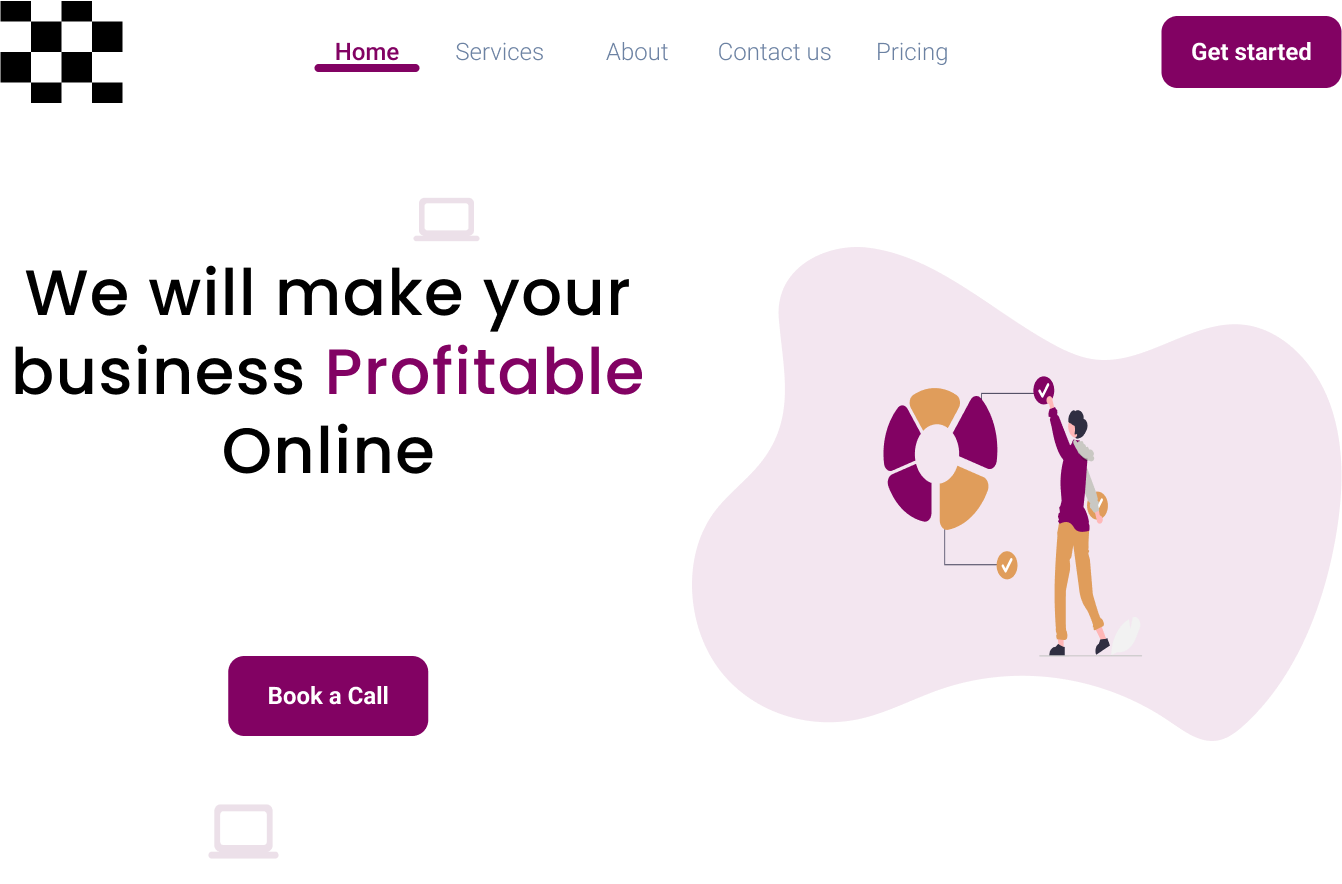 Home Services About Contact us Pricing Get started
We will make your
business Profitable
Online
Book a Call